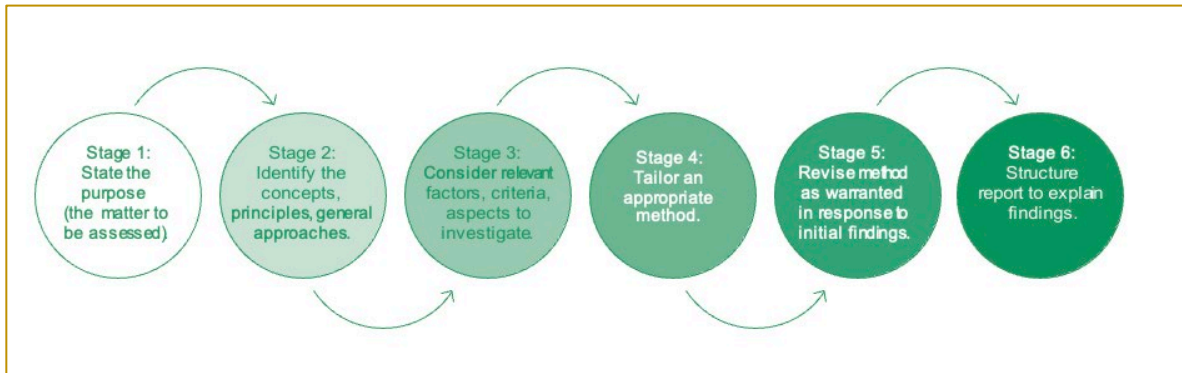 Stage 1:
State the
purpose
(the matter to
be assessed)
Stage 2:
Identify the
concepts,
principles, general
approaches.
Stage 3:
Consider relevant
factors, criteria,
aspects to
investigate.
Stage 4:
Tailor an
appropriate
method.
Stage 5:
Revise method
as warranted
in response to
initial findings.
Stage 6:
Structure
report to explain
findings.